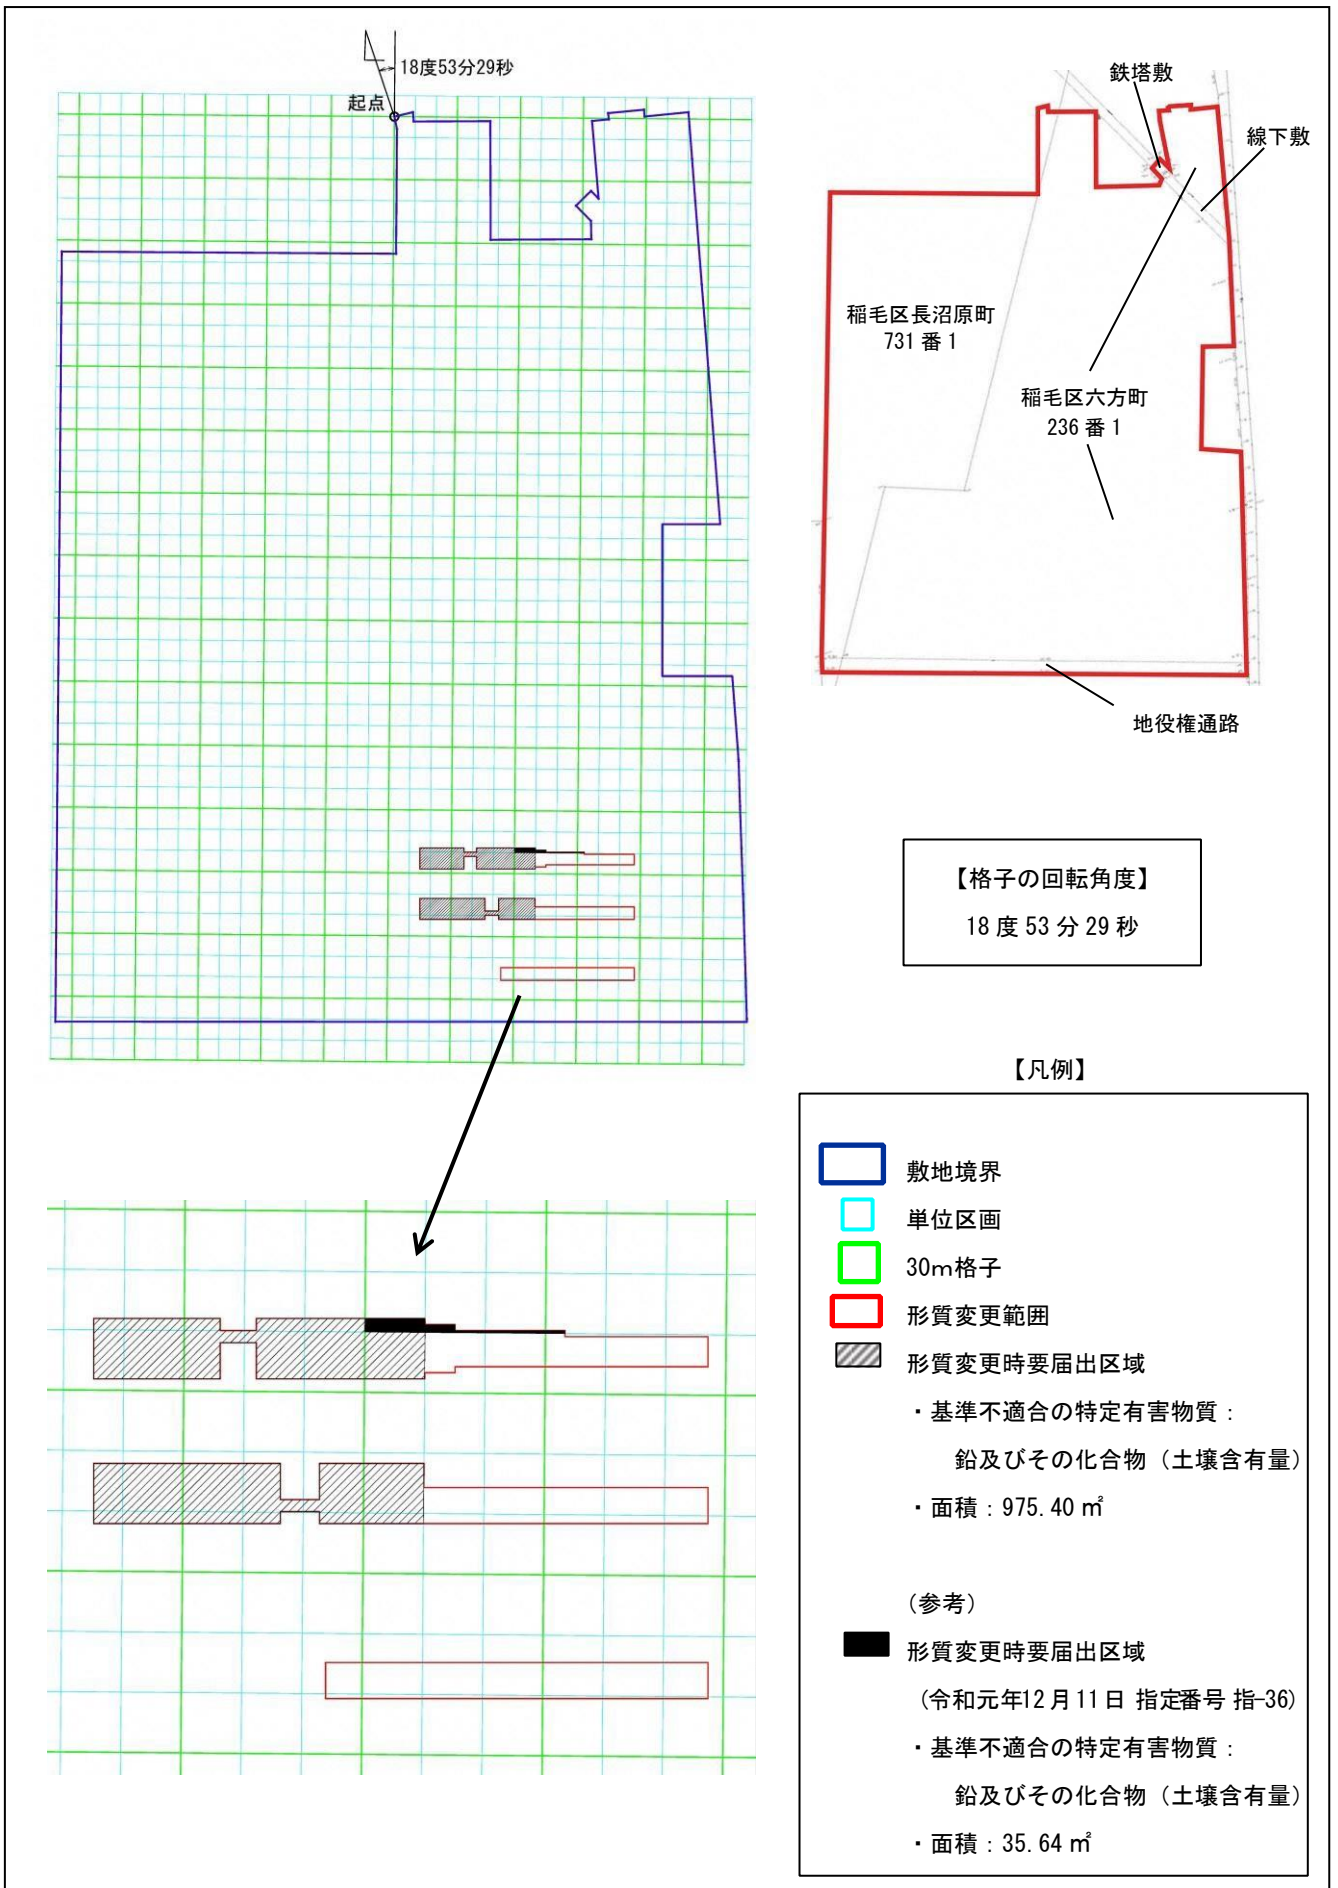 18度53分29秒
起点
鉄塔敷
線下敷
稲毛区長沼原町
731番1
稲毛区六方町
236番1
地役権通路
【格子の回転角度】
18度53分29秒
【凡例】
敷地境界
単位区画
30m格子
形質変更範囲
形質変更時要届出区域
・基準不適合の特定有害物質：
鉛及びその化合物（土壌含有量）
・面積：975.40㎡
（参考）
形質変更時要届出区域
（令和元年12月11日 指定番号 指-36）
・基準不適合の特定有害物質：
鉛及びその化合物（土壌含有量）
・面積：35.64㎡